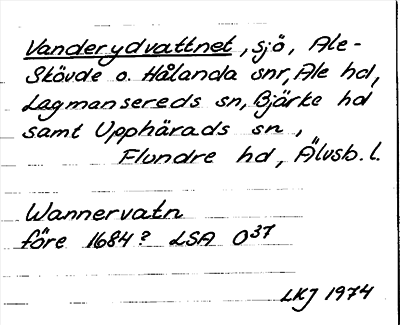 Vanderydvattnet, sjö, Ale-
Skövde o. Hålanda snr, Ale hd,
Lagmansereds sn, Bjärke hd
samt Upphärads sn,
Flundre hd, Älvsb. l.
Wannervatn
före 1684? LSA O37
LKJ 1974